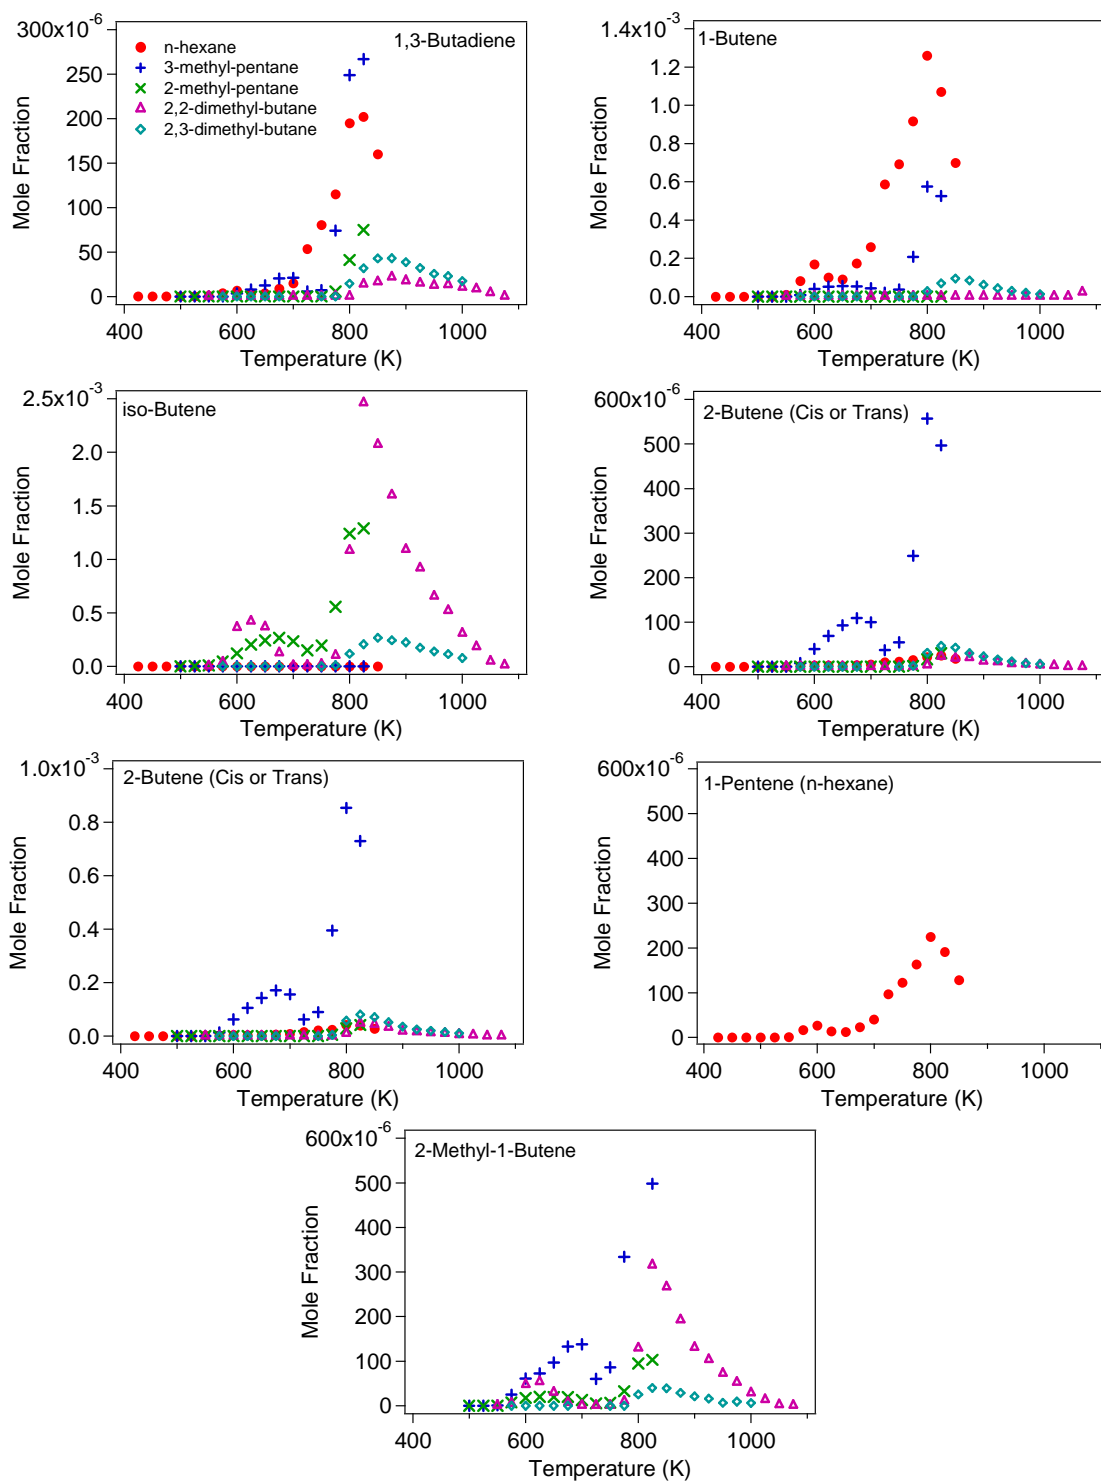 300x10-6
1,3-Butadiene
n-hexane
3-methyl-pentane
2-methyl-pentane
2,2-dimethyl-butane
2,3-dimethyl-butane
250
200
150
100
50
0
Mole Fraction
400 600 800 1000
Temperature (K)
1.4x10-3
1-Butene
1.2
1.0
0.8
0.6
0.4
0.2
0.0
Mole Fraction
400 600 800 1000
Temperature (K)
2.5x10-3
iso-Butene
2.0
1.5
1.0
0.5
0.0
Mole Fraction
400 600 800 1000
Temperature (K)
600x10-6
2-Butene (Cis or Trans)
500
400
300
200
100
0
Mole Fraction
400 600 800 1000
Temperature (K)
1.0x10-3
2-Butene (Cis or Trans)
0.8
0.6
0.4
0.2
0.0
Mole Fraction
400 600 800 1000
Temperature (K)
600x10-6
1-Pentene (n-hexane)
500
400
300
200
100
0
Mole Fraction
400 600 800 1000
Temperature (K)
600x10-6
2-Methyl-1-Butene
500
400
300
200
100
0
Mole Fraction
400 600 800 1000
Temperature (K)